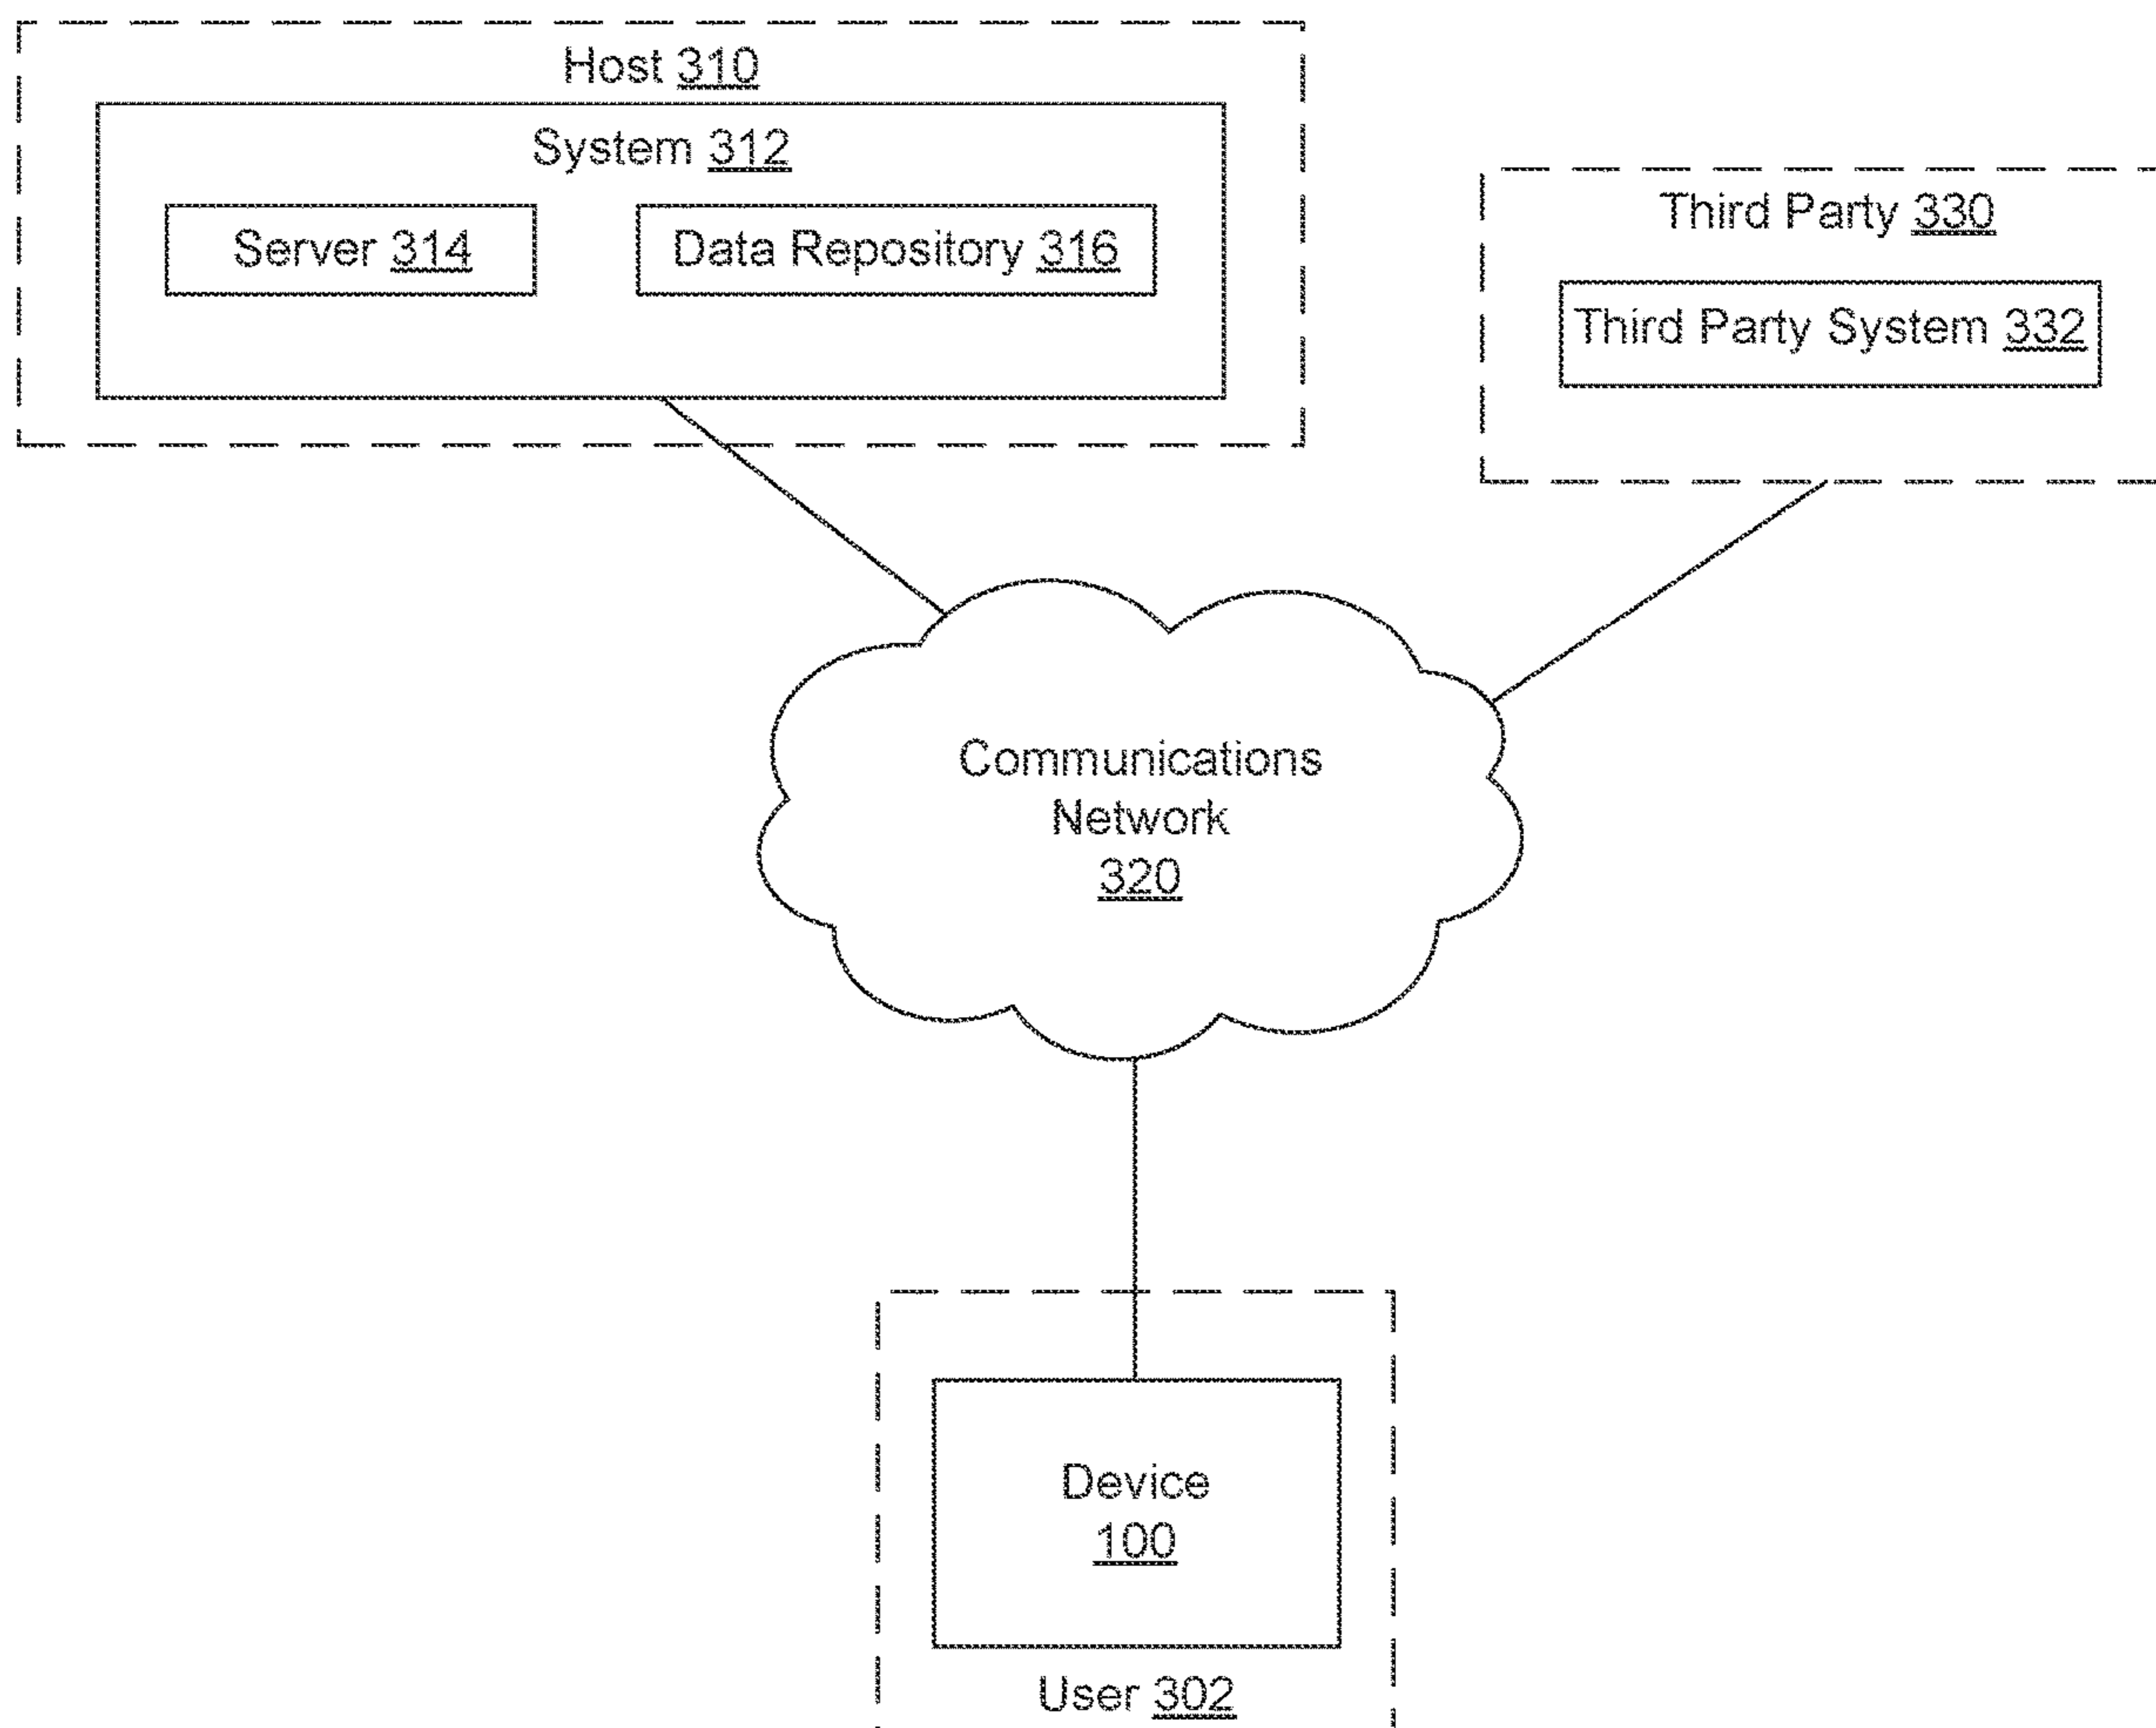 Host 310
System 312
Server 314
Data Repository 316
Third Party 330
Third Party System 332
Communications
Network
320
Device
100
User 302